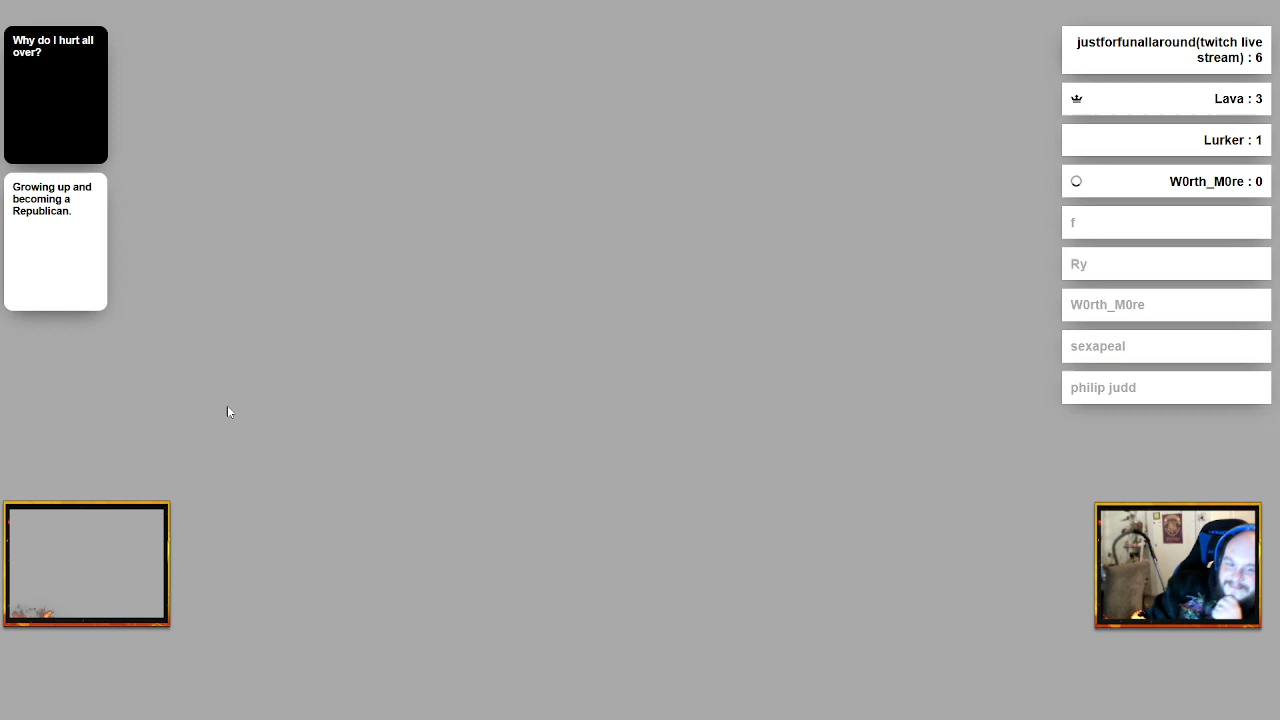 Why do I hurt all
over?
Growing up and
becoming a
Republican.
justforfunallaround(twitch live
stream) : 6
Lava : 3
Lurker : 1
W0rth_M0re : 0
f
Ry
W0rth_M0re
sexapeal
philip judd